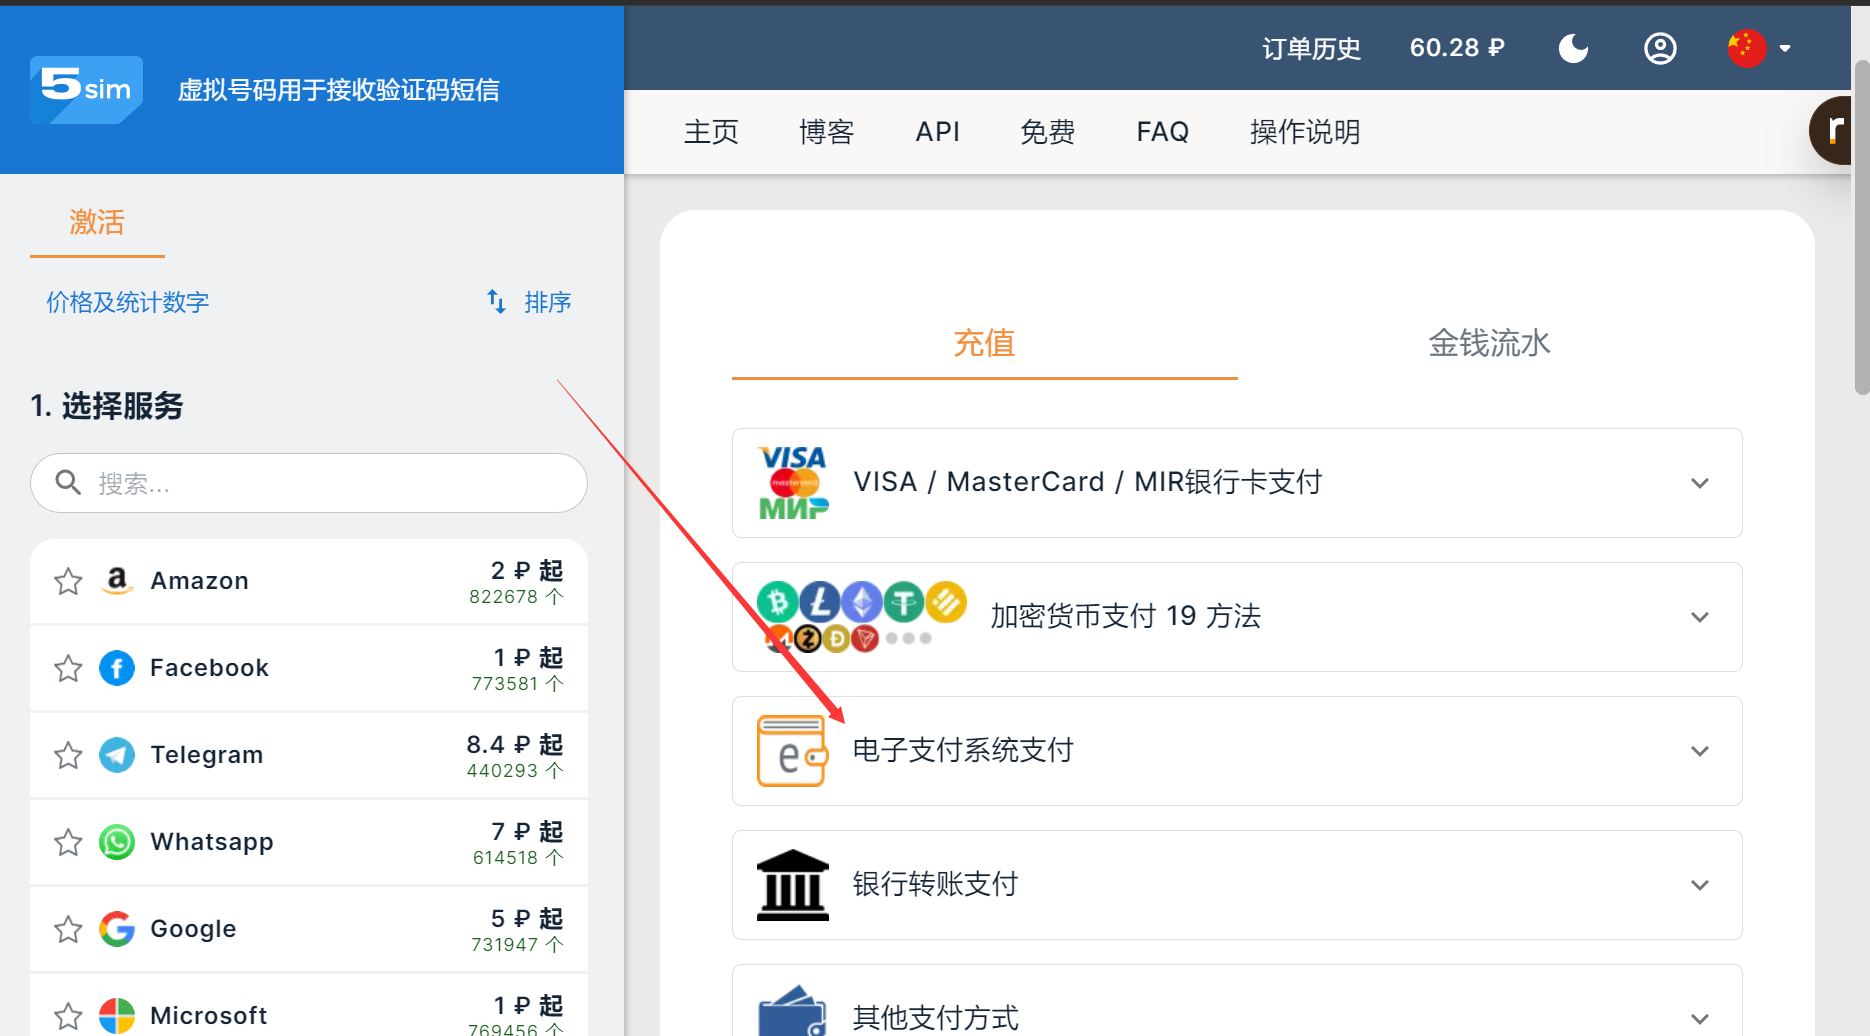 5sim
虚拟号码用于接收验证码短信
订单历史
60.28 ₽
主页
博客
API
免费
FAQ
操作说明
r
激活
价格及统计数字
排序
1. 选择服务
搜索...
Amazon
2 ₽ 起
822678 个
Facebook
1 ₽ 起
773581 个
Telegram
8.4 ₽ 起
440293 个
Whatsapp
7 ₽ 起
614518 个
Google
5 ₽ 起
731947 个
Microsoft
1 ₽ 起
769456 个
充值
金钱流水
VISA
mastercard
МИР
VISA / MasterCard / MIR银行卡支付
加密货币支付 19 方法
e
电子支付系统支付
银行转账支付
其他支付方式